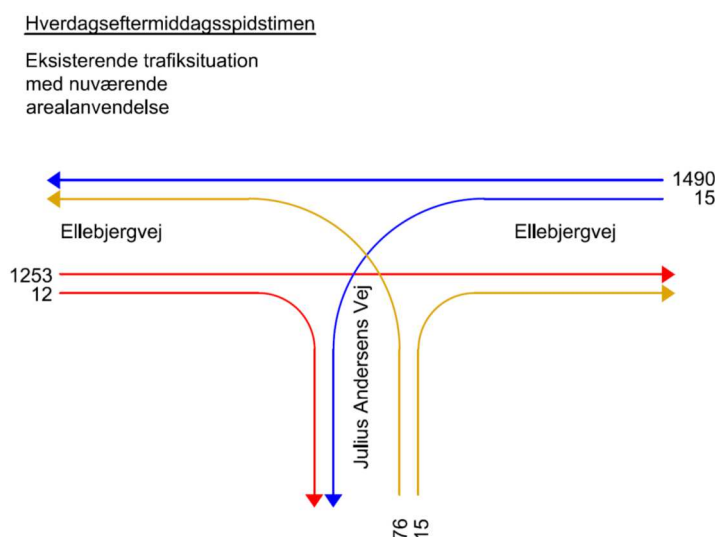 Hverdagseftermiddagsspidstimen
Eksisterende trafiksituation
med nuværende
arealanvendelse
1490
15
Ellebjergvej
Ellebjergvej
1253
12
Julius Andersens Vej
76
15